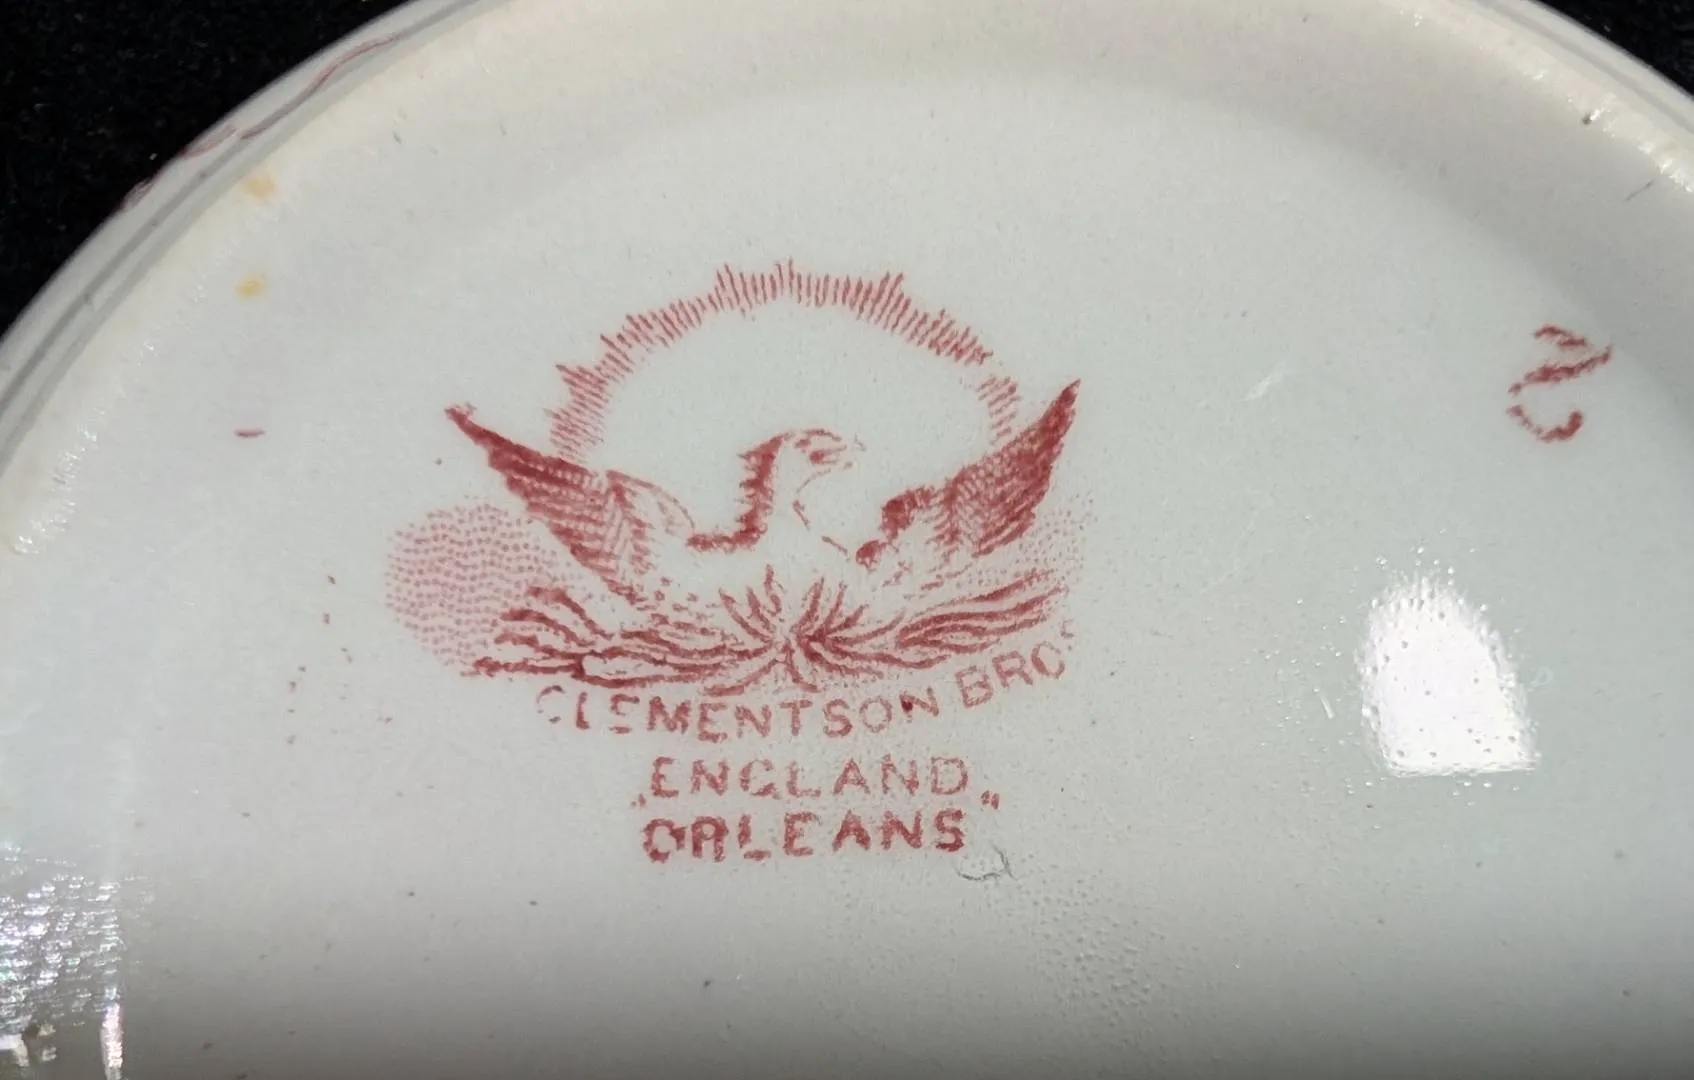 CLEMENTSON BROS
ENGLAND
„ORLEANS"